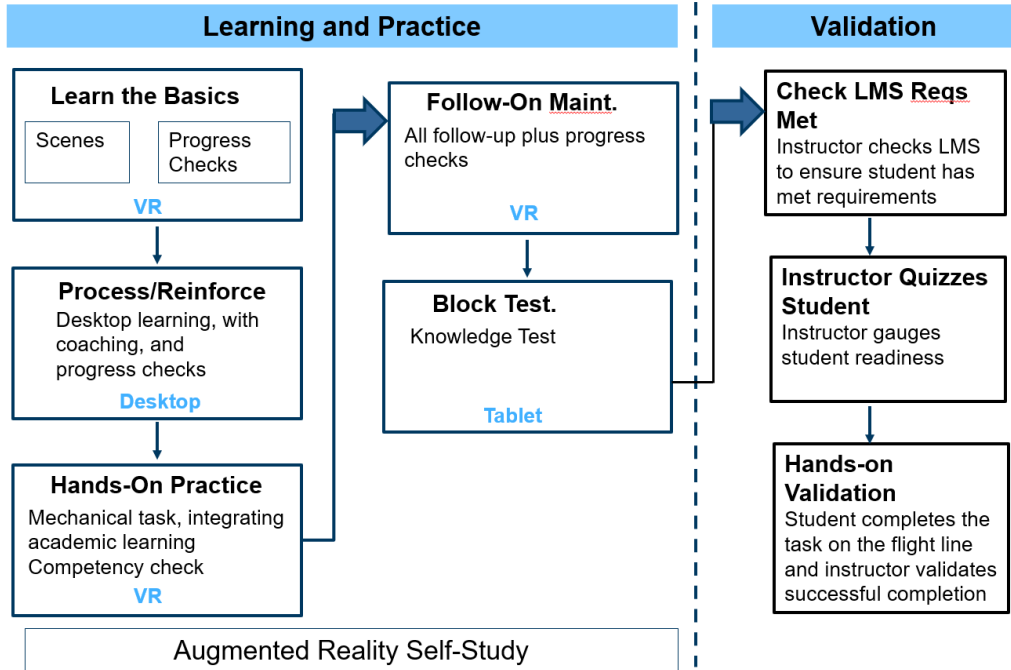 Learning and Practice
Validation
Learn the Basics
Scenes
Progress
Checks
VR
Process/Reinforce
Desktop learning, with
coaching, and
progress checks
Desktop
Hands-On Practice
Mechanical task, integrating
academic learning
Competency check
VR
Follow-On Maint.
All follow-up plus progress
checks
VR
Block Test.
Knowledge Test
Tablet
Check LMS Reqs
Met
Instructor checks LMS
to ensure student has
met requirements
Instructor Quizzes
Student
Instructor gauges
student readiness
Hands-on
Validation
Student completes the
task on the flight line
and instructor validates
successful completion
Augmented Reality Self-Study